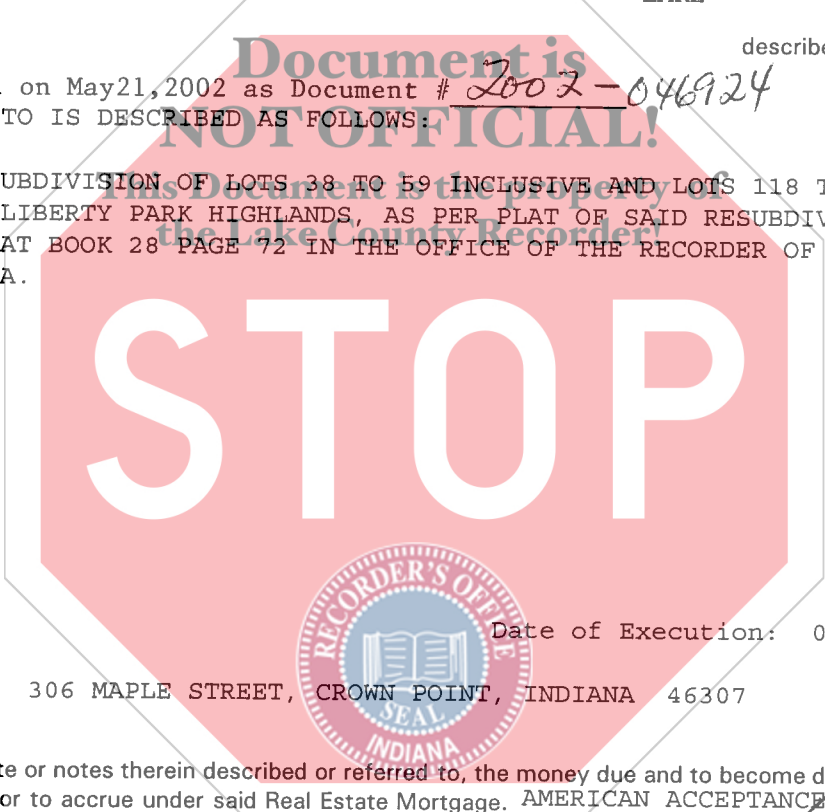 describe
Document is
on May21,2002 as Document # 2002-046924
TO IS DESCRIBED AS FOLLOWS:
NOT OFFICIAL!
UBDIVISION OF LOTS 38 TO 59 INCLUSIVE AND LOTS 118 T
This Document is the property of
LIBERTY PARK HIGHLANDS, AS PER PLAT OF SAID RESUBDIV
the Lake County Recorder!
AT BOOK 28 PAGE 72 IN THE OFFICE OF THE RECORDER OF
A.
STOP
RECORDER'S OFFICE
Date of Execution: 0
306 MAPLE STREET, CROWN POINT, INDIANA 46307
SEAL
INDIANA
te or notes therein described or referred to, the money due and to become d
or to accrue under said Real Estate Mortgage. AMERICAN ACCEPTANCE